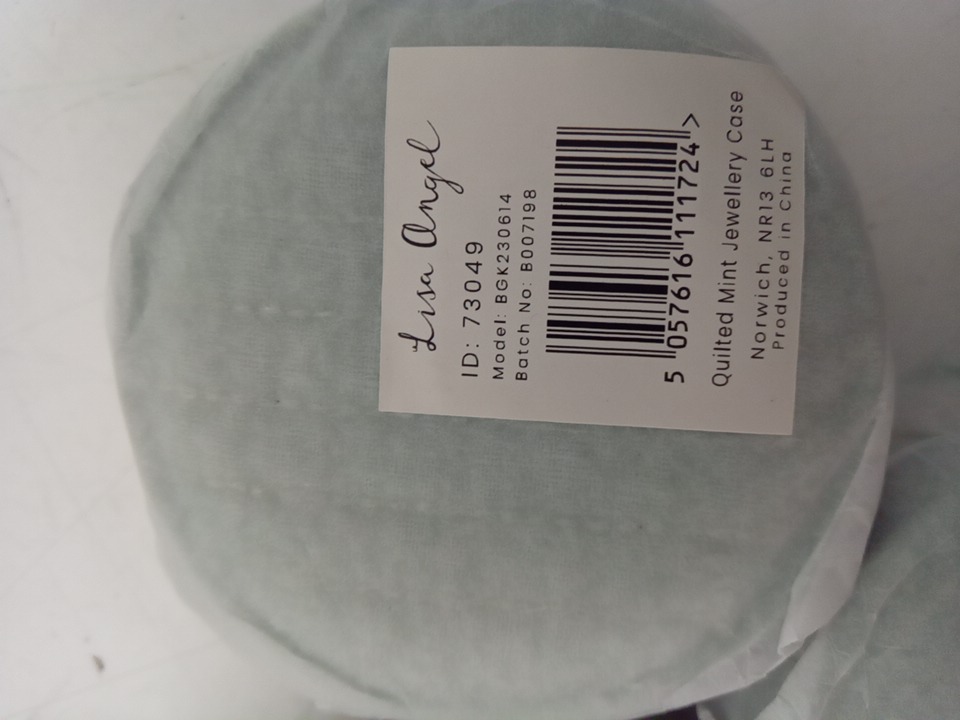 Lisa Angel
ID: 73049
Model: BGK230614
Batch No: B007198
5 057616 111724 >
Quilted Mint Jewellery Case
Norwich, NR13 6LH
Produced in China